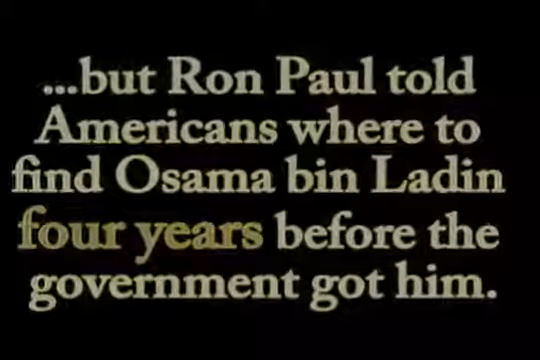 ...but Ron Paul told
Americans where to
find Osama bin Ladin
four years before the
government got him.